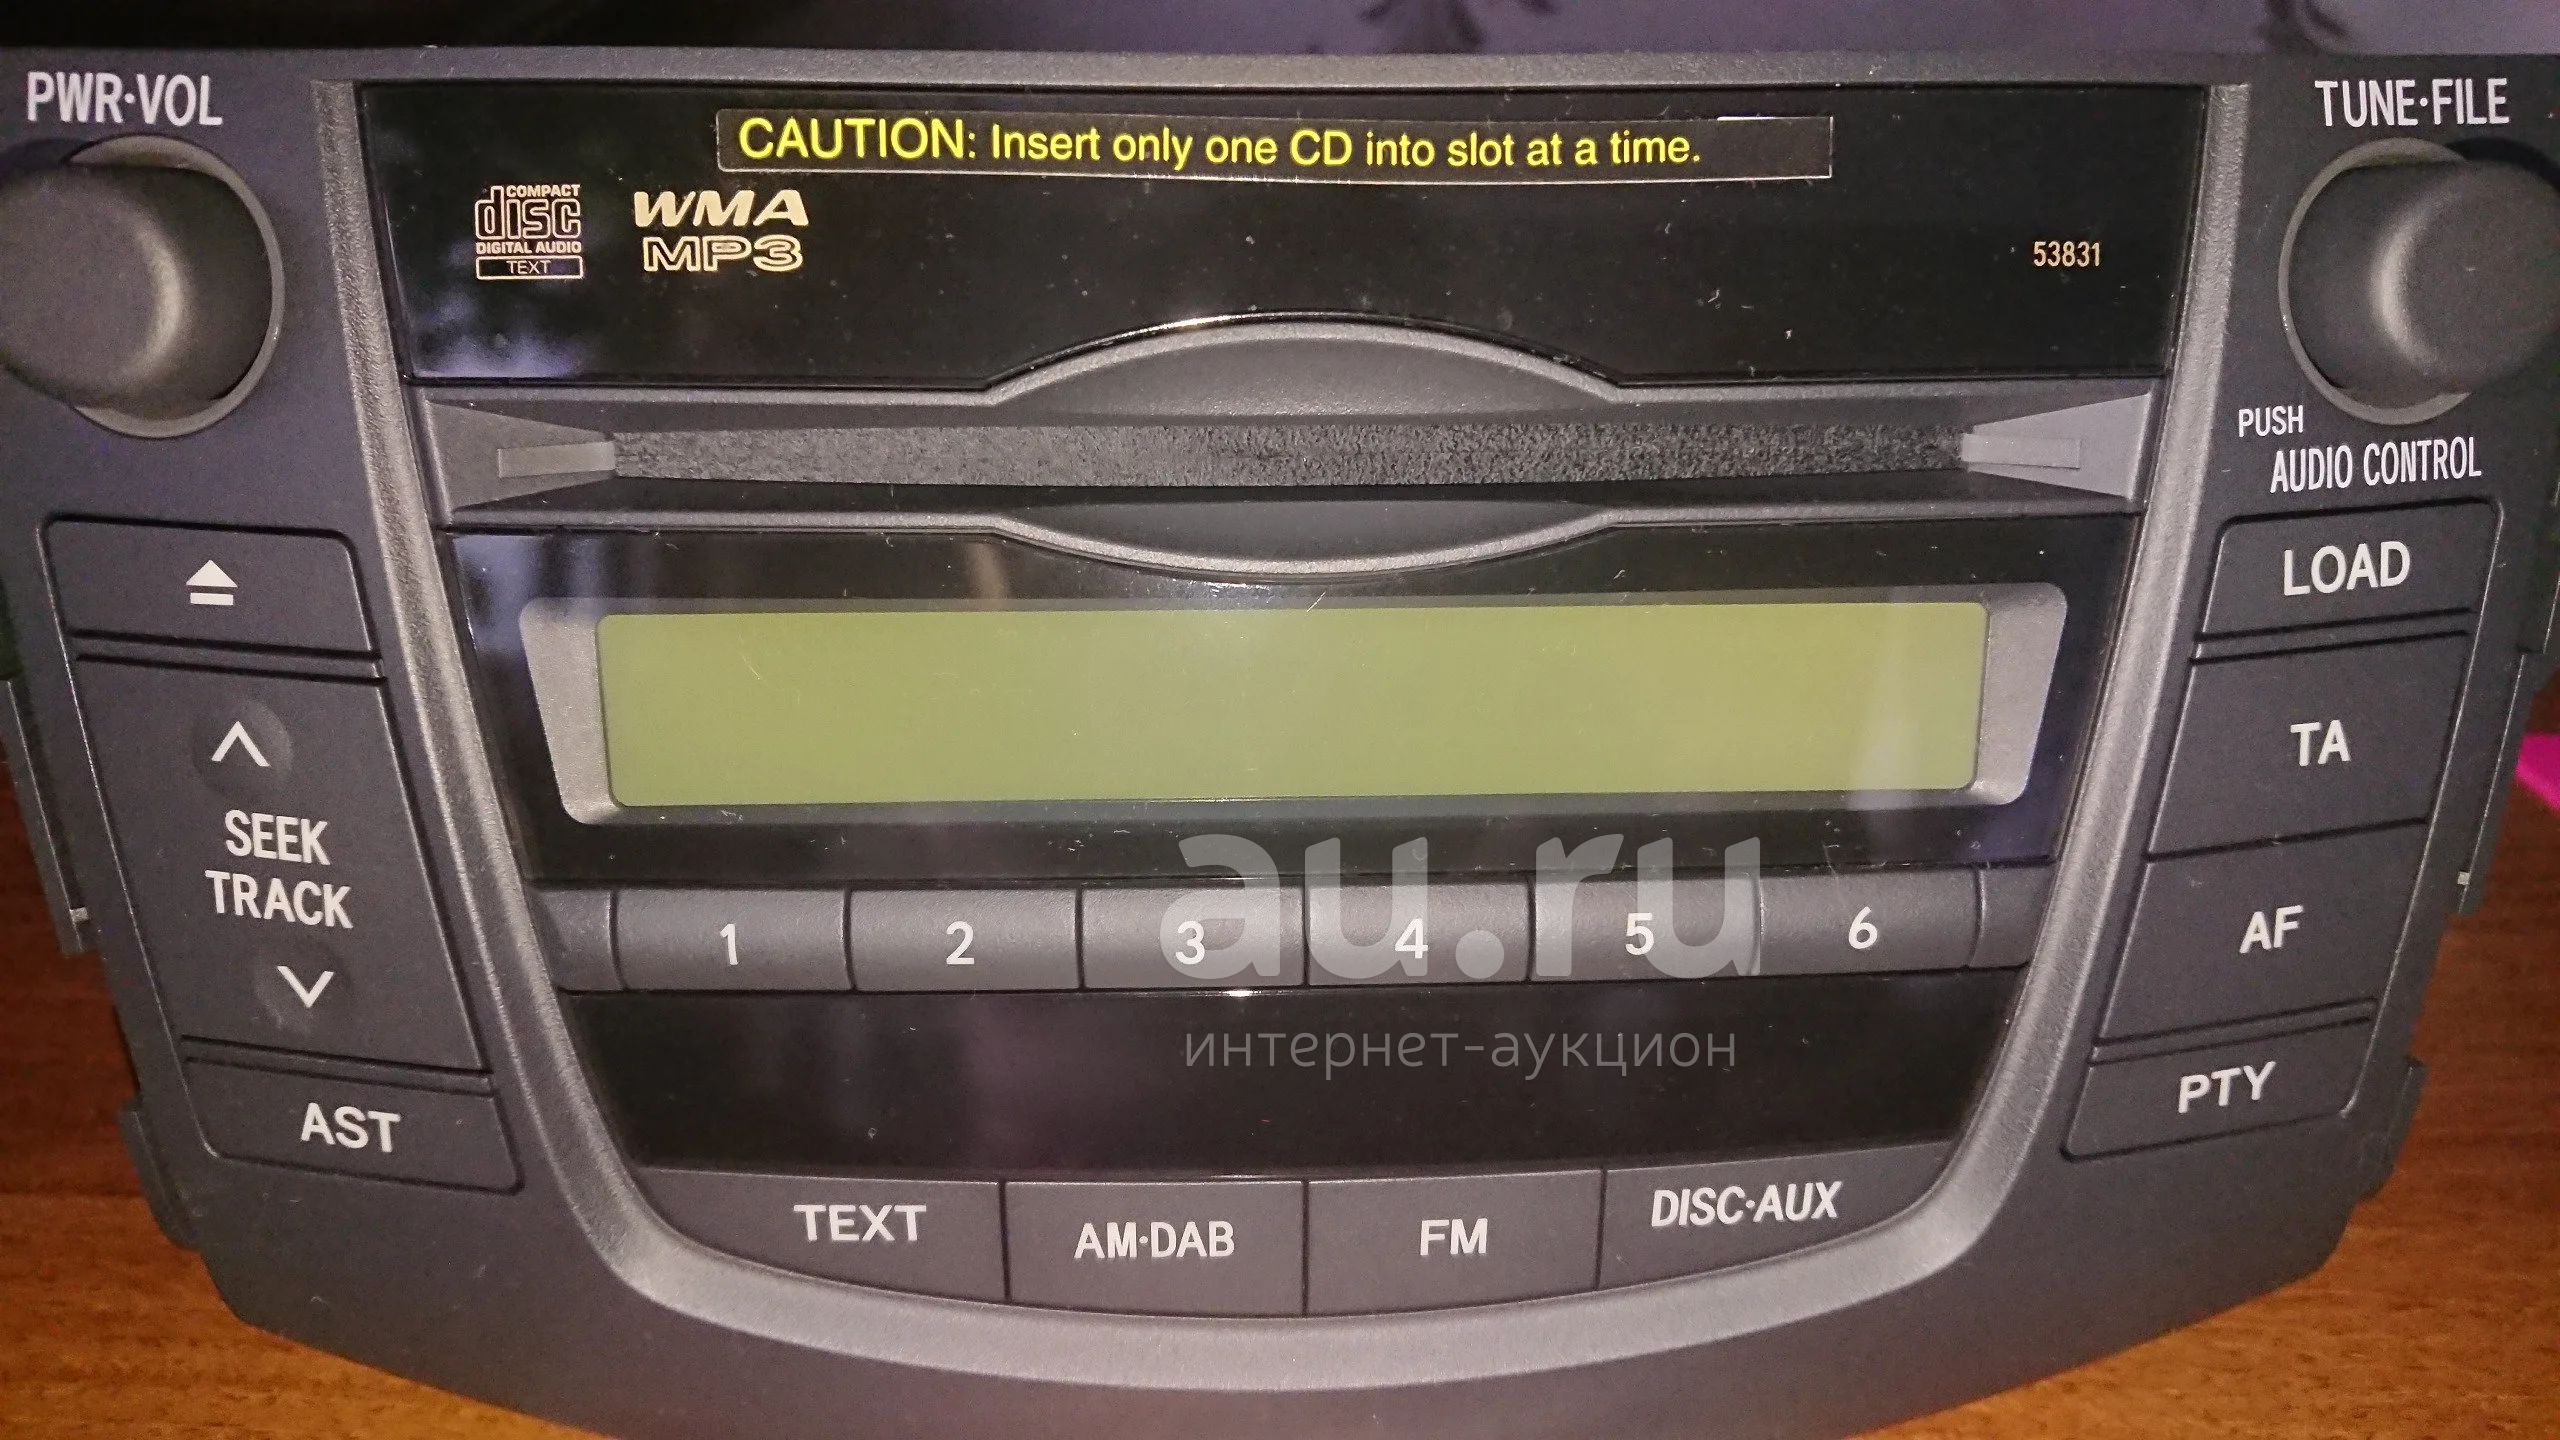 PWR·VOL
CAUTION: Insert only one CD into slot at a time.
TUNE·FILE
COMPACT
disc
DIGITAL AUDIO
TEXT
WMA
MP3
53831
PUSH
AUDIO CONTROL
LOAD
TA
SEEK
TRACK
au.ru
1
2
3
4
5
6
AF
интернет-аукцион
PTY
AST
TEXT
AM·DAB
FM
DISC·AUX